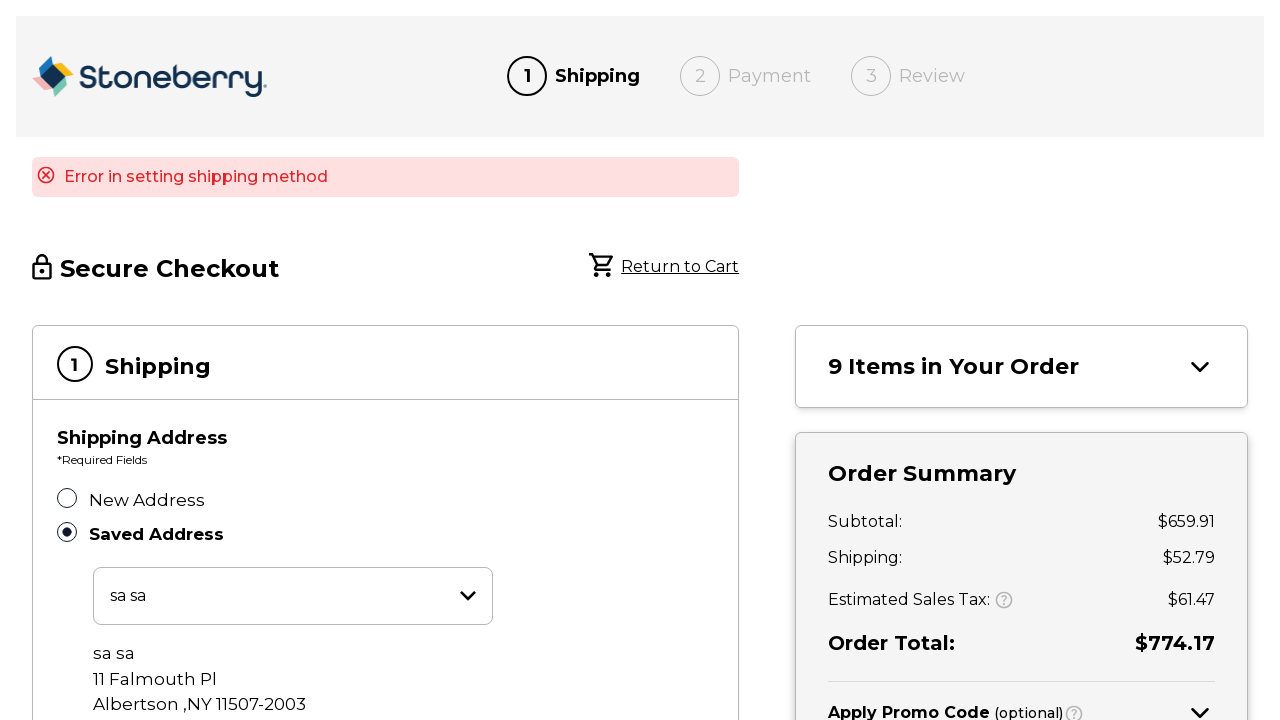 Stoneberry
1 Shipping 2 Payment 3 Review
Error in setting shipping method
Secure Checkout
Return to Cart
1 Shipping
Shipping Address
*Required Fields
New Address
Saved Address
sa sa
sa sa
11 Falmouth Pl
Albertson ,NY 11507-2003
9 Items in Your Order
Order Summary
Subtotal: $659.91
Shipping: $52.79
Estimated Sales Tax: $61.47
Order Total: $774.17
Apply Promo Code (optional)